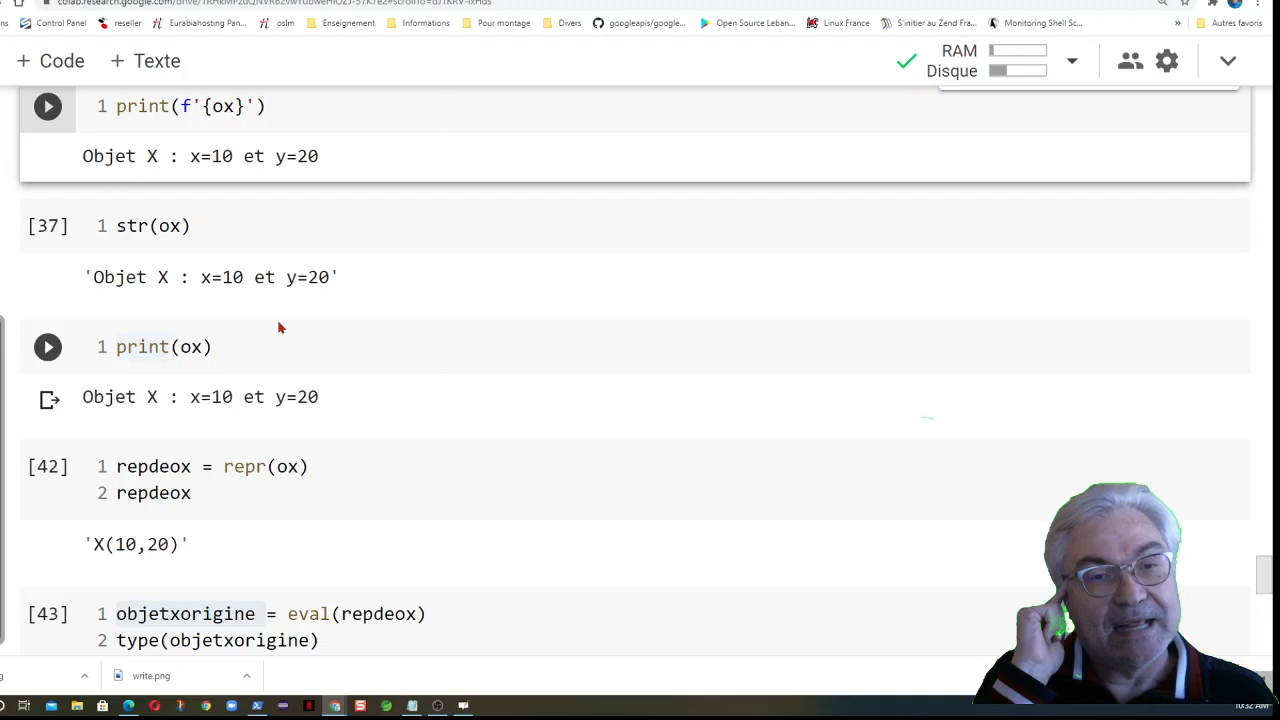 Control Panel
reseller
Eurabiahosting Pan...
oslm
Enseignement
Informations
Pour montage
Divers
googleapis/google...
Open Source Leban...
Linux France
S'initier au Zend Fra...
Monitoring Shell Sc...
»
Autres favoris
+ Code + Texte
RAM
Disque
1 print(f'{ox}')
Objet X : x=10 et y=20
[37] 1 str(ox)
'Objet X : x=10 et y=20'
1 print(ox)
Objet X : x=10 et y=20
[42] 1 repdeox = repr(ox)
2 repdeox
'X(10,20)'
[43] 1 objetxorigine = eval(repdeox)
2 type(objetxorigine)
write.png
10:32 AM